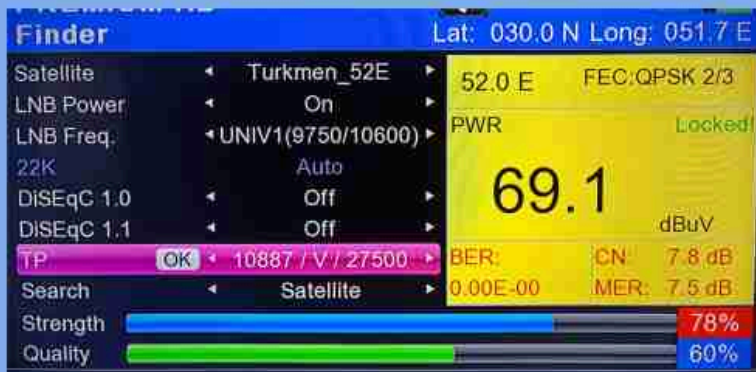 Finder
Lat: 030.0 N Long: 051.7 E
Satellite Turkmen_52E
LNB Power On
LNB Freq. UNIV1(9750/10600)
22K Auto
DiSEqC 1.0 Off
DiSEqC 1.1 Off
TP OK 10887 / V / 27500
Search Satellite
52.0 E FEC:QPSK 2/3
PWR Locked!
69.1
dBuV
BER: CN: 7.8 dB
0.00E-00 MER: 7.5 dB
Strength 78%
Quality 60%